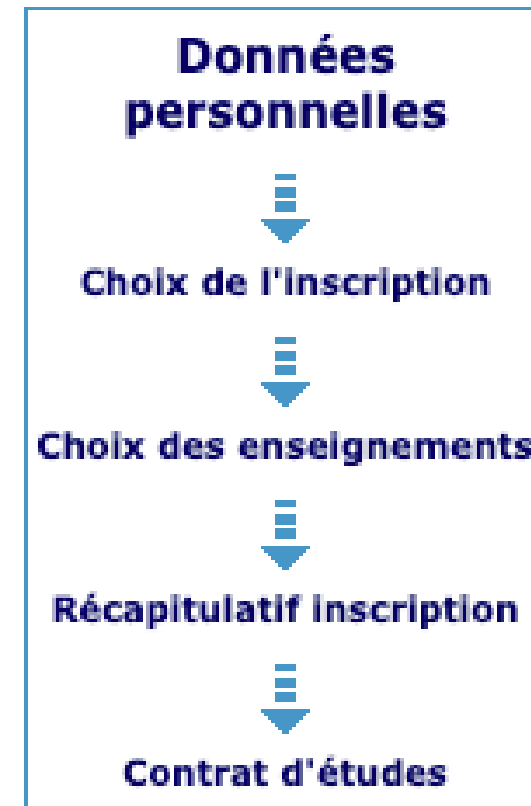 Données
personnelles
Choix de l'inscription
Choix des enseignements
Récapitulatif inscription
Contrat d'études